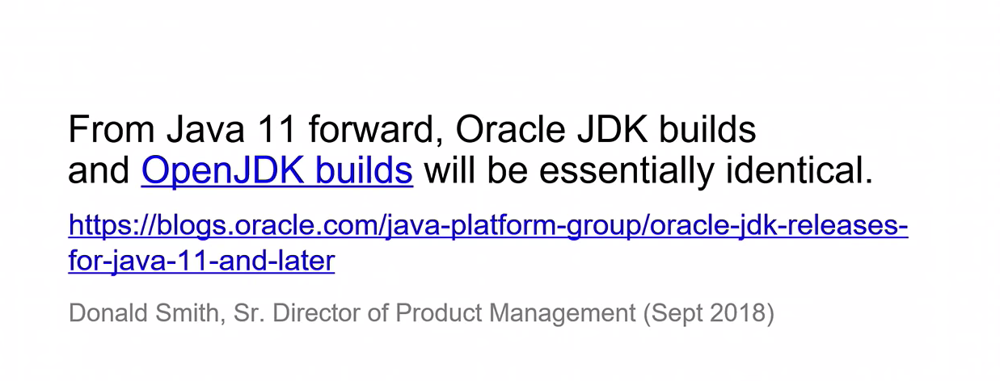 From Java 11 forward, Oracle JDK builds
and OpenJDK builds will be essentially identical.
https://blogs.oracle.com/java-platform-group/oracle-jdk-releases-
for-java-11-and-later
Donald Smith, Sr. Director of Product Management (Sept 2018)